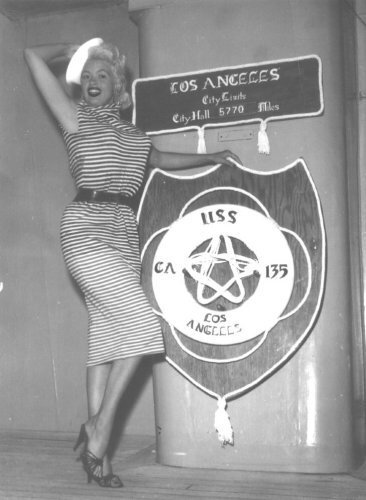 LOS ANGELES
City Limits
City Hall 5770 Miles
USS
CA 135
LOS
ANGELES